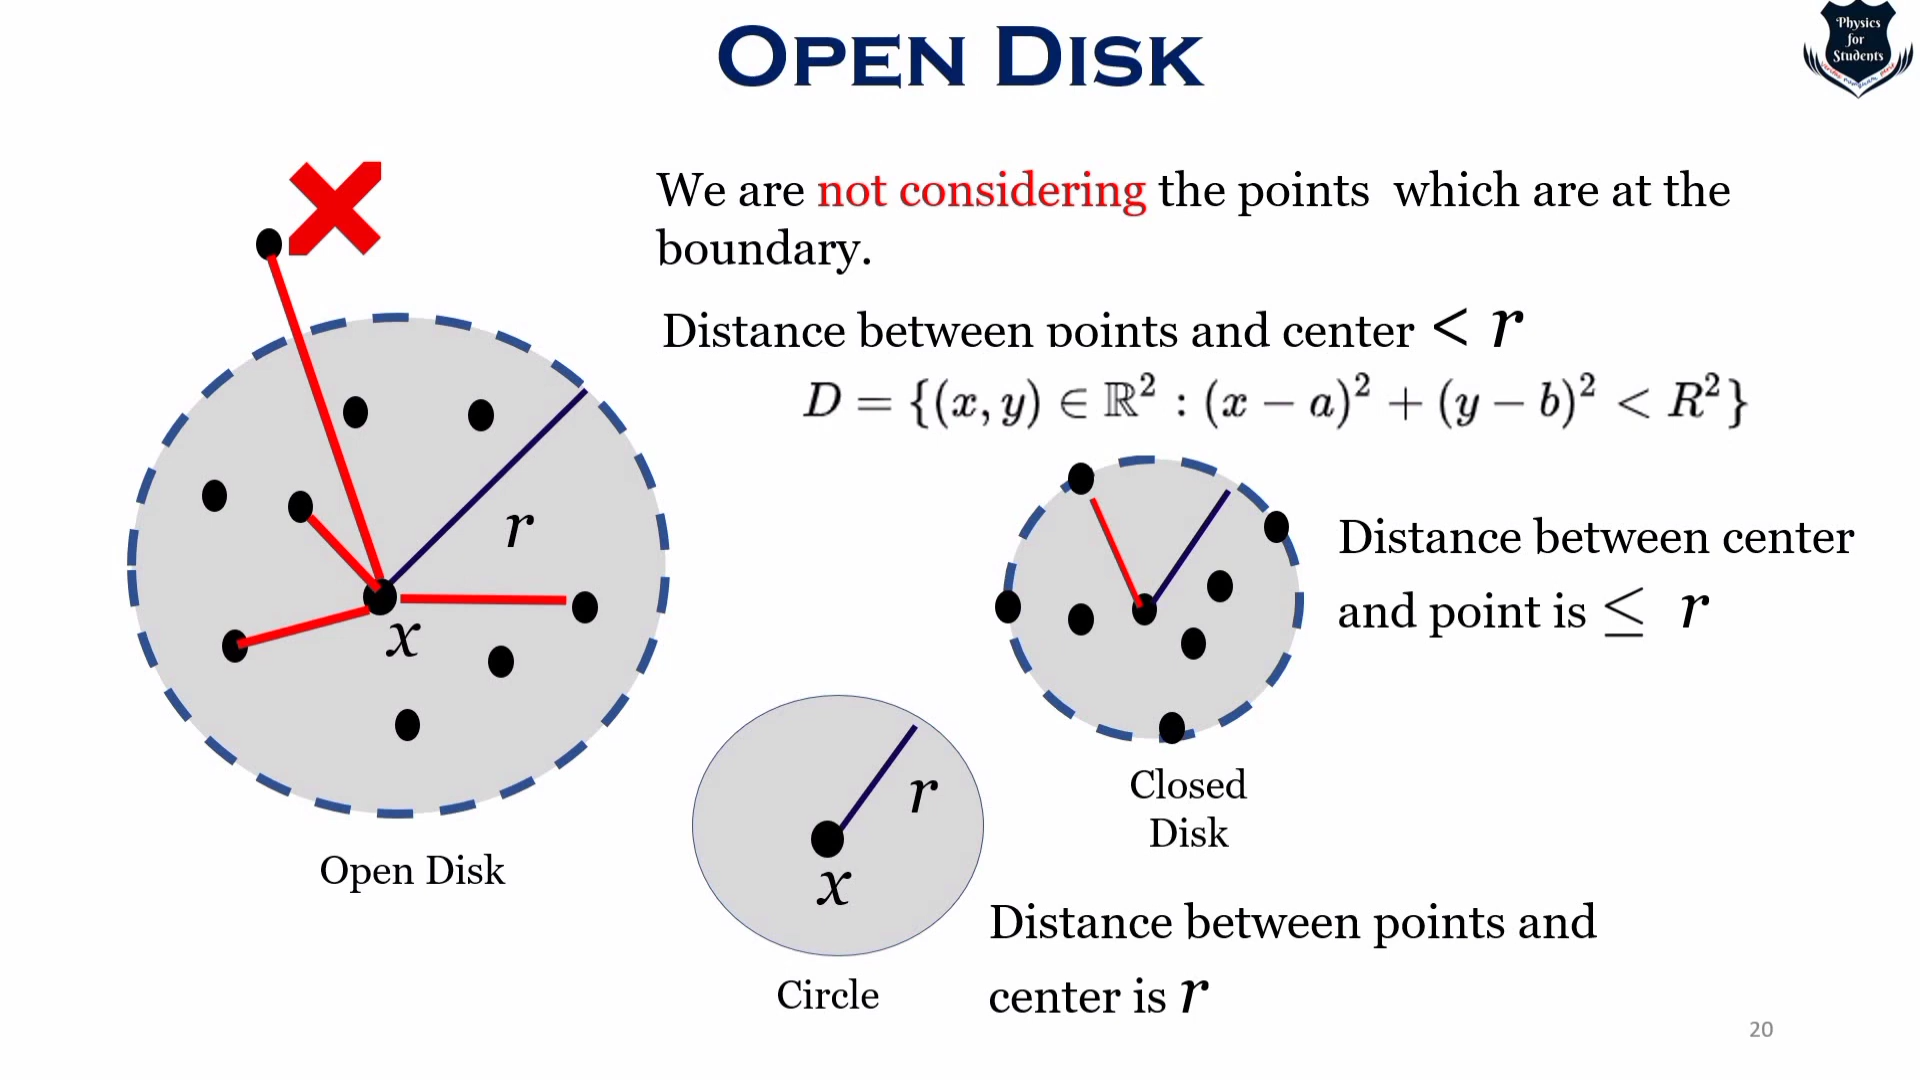 OPEN DISK
Physics
for
Students
We are not considering the points which are at the
boundary.
Distance between points and center < r
D = {(x, y) ∈ ℝ² : (x − a)² + (y − b)² < R²}
r
x
Open Disk
Distance between center
and point is ≤ r
Closed
Disk
r
x
Circle
Distance between points and
center is r
20